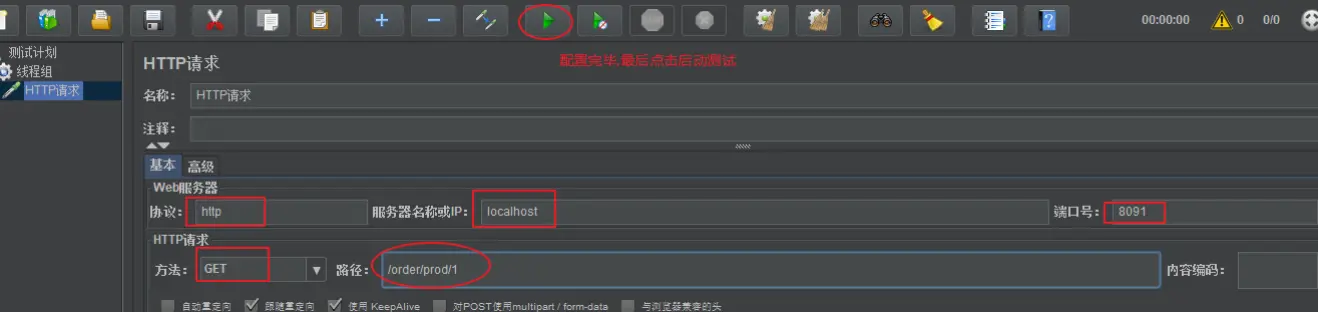 00:00:00 0 0/0
测试计划
线程组
HTTP请求
HTTP请求
配置完毕,最后点击启动测试
名称： HTTP请求
注释：
基本 高级
Web服务器
协议： http 服务器名称或IP： localhost 端口号： 8091
HTTP请求
方法： GET 路径： /order/prod/1 内容编码：
自动重定向 跟随重定向 使用 KeepAlive 对POST使用multipart / form-data 与浏览器兼容的头